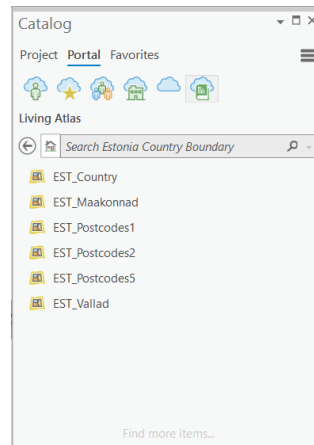 Catalog
Project Portal Favorites
Living Atlas
Search Estonia Country Boundary
EST_Country
EST_Maakonnad
EST_Postcodes1
EST_Postcodes2
EST_Postcodes5
EST_Vallad
Find more items...